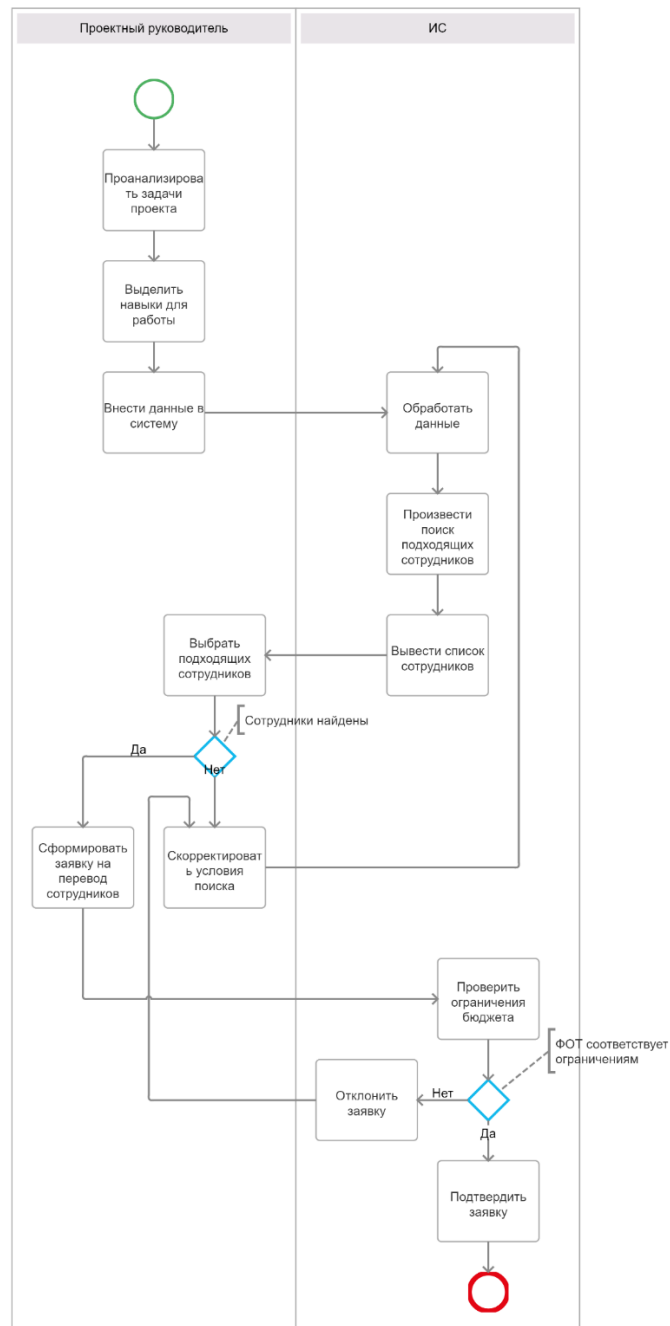 Проектный руководитель
ИС
Проанализирова
ть задачи
проекта
Выделить
навыки для
работы
Внести данные в
систему
Обработать
данные
Произвести
поиск
подходящих
сотрудников
Вывести список
сотрудников
Выбрать
подходящих
сотрудников
Сотрудники найдены
Да
Нет
Сформировать
заявку на
перевод
сотрудников
Скорректироват
ь условия
поиска
Проверить
ограничения
бюджета
ФОТ соответствует
ограничениям
Отклонить
заявку
Нет
Да
Подтвердить
заявку